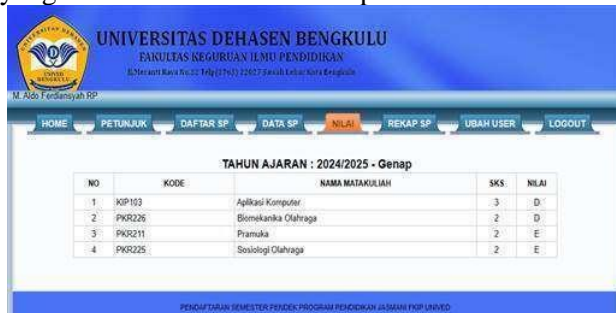 UNIVERSITAS DEHASEN BENGKULU
FAKULTAS KEGURUAN ILMU PENDIDIKAN
M. Aldo Ferdiansyah RP
HOME PETUNJUK DAFTAR SP DATA SP NILAI REKAP SP UBAH USER LOGOUT
TAHUN AJARAN : 2024/2025 - Genap
NO KODE NAMA MATAKULIAH SKS NILAI
1 KIP103 Aplikasi Komputer 3 D
2 PKR226 Biomekanika Olahraga 2 D
3 PKR211 Pramuka 2 E
4 PKR225 Sosiologi Olahraga 2 E
PENDAFTARAN SEMESTER PENDEK PROGRAM PENDIDIKAN JASMANI FKIP UNIVED